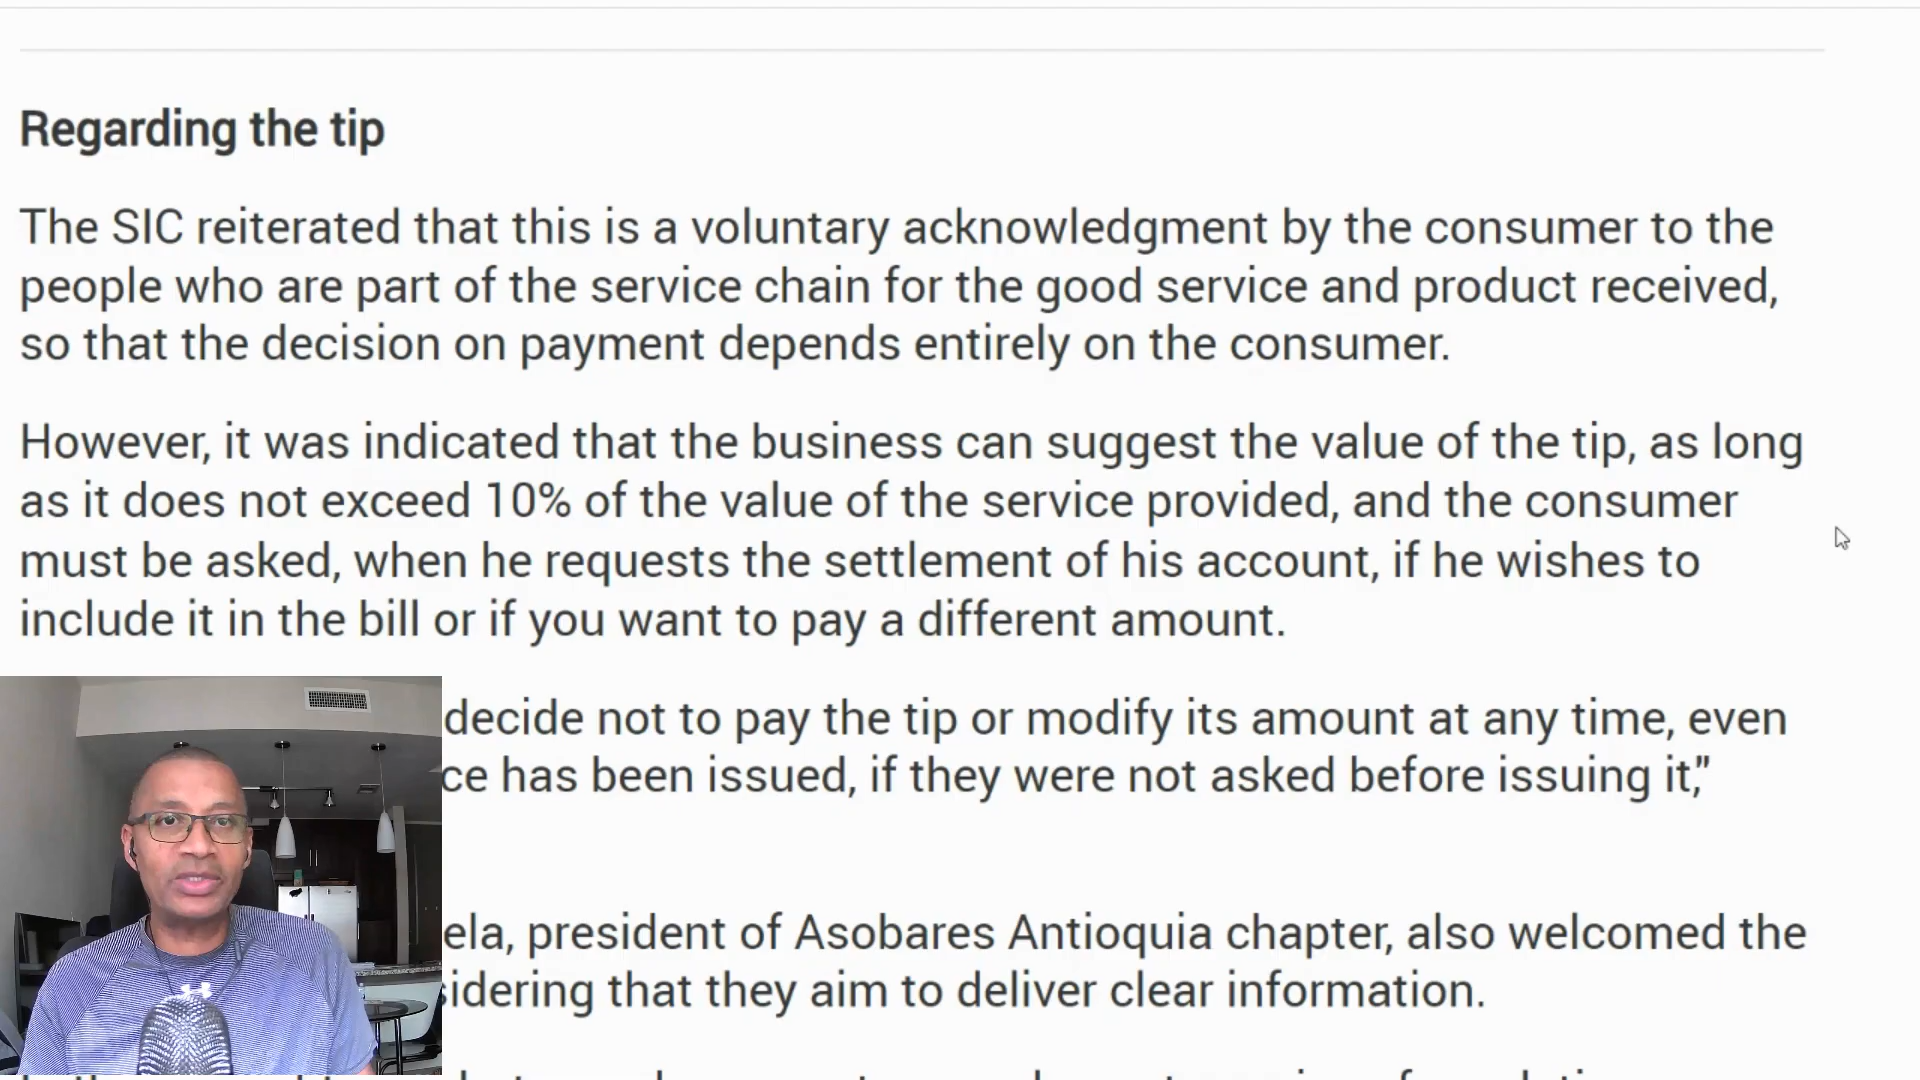 Regarding the tip
The SIC reiterated that this is a voluntary acknowledgment by the consumer to the
people who are part of the service chain for the good service and product received,
so that the decision on payment depends entirely on the consumer.
However, it was indicated that the business can suggest the value of the tip, as long
as it does not exceed 10% of the value of the service provided, and the consumer
must be asked, when he requests the settlement of his account, if he wishes to
include it in the bill or if you want to pay a different amount.
decide not to pay the tip or modify its amount at any time, even
ce has been issued, if they were not asked before issuing it,”
ela, president of Asobares Antioquia chapter, also welcomed the
sidering that they aim to deliver clear information.